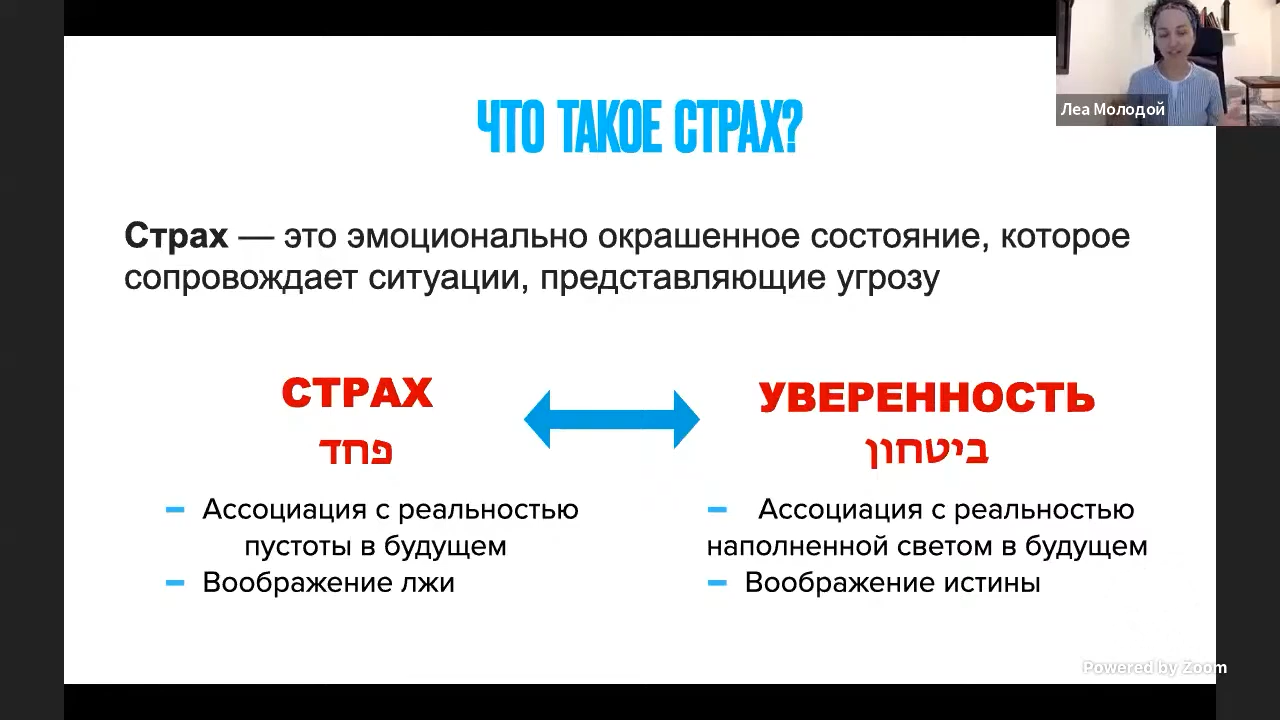 Леа Молодой
ЧТО ТАКОЕ СТРАХ?
Страх — это эмоционально окрашенное состояние, которое
сопровождает ситуации, представляющие угрозу
СТРАХ
פחד
– Ассоциация с реальностью
пустоты в будущем
– Воображение лжи
УВЕРЕННОСТЬ
ביטחון
– Ассоциация с реальностью
наполненной светом в будущем
– Воображение истины
Powered by Zoom